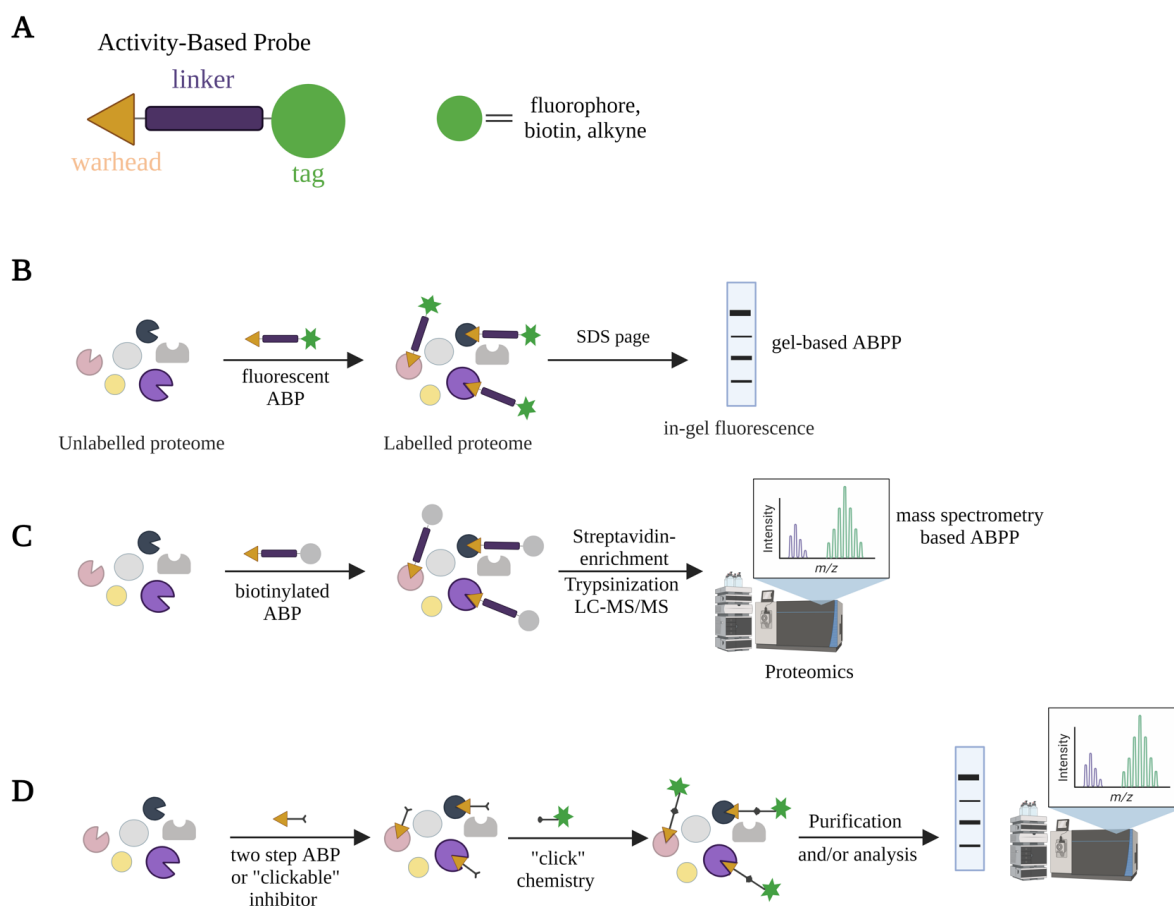 A
Activity-Based Probe
linker
warhead
tag
fluorophore,
biotin, alkyne
B
Unlabelled proteome
fluorescent
ABP
Labelled proteome
SDS page
in-gel fluorescence
gel-based ABPP
C
biotinylated
ABP
Streptavidin-
enrichment
Trypsinization
LC-MS/MS
Intensity
m/z
mass spectrometry
based ABPP
Proteomics
D
two step ABP
or "clickable"
inhibitor
"click"
chemistry
Purification
and/or analysis
Intensity
m/z